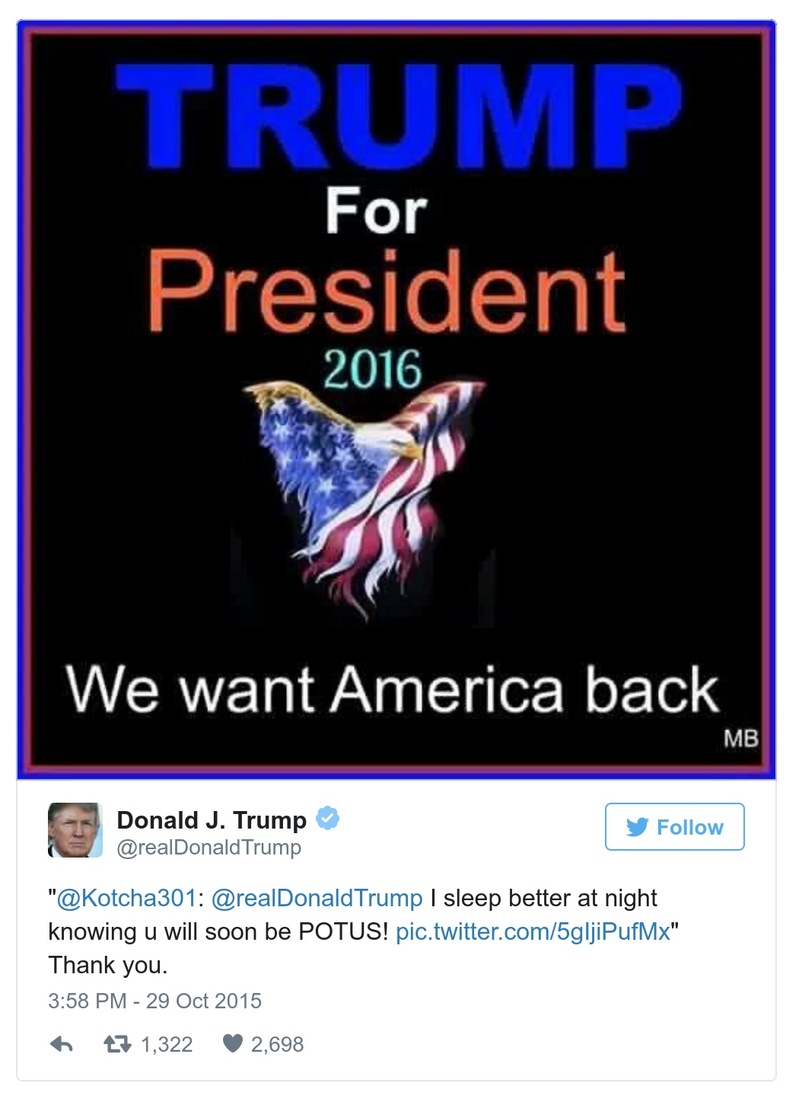 TRUMP
For
President
2016
We want America back
MB
Donald J. Trump
@realDonaldTrump
Follow
"@Kotcha301: @realDonaldTrump I sleep better at night
knowing u will soon be POTUS! pic.twitter.com/5gIjiPufMx"
Thank you.
3:58 PM - 29 Oct 2015
1,322 2,698